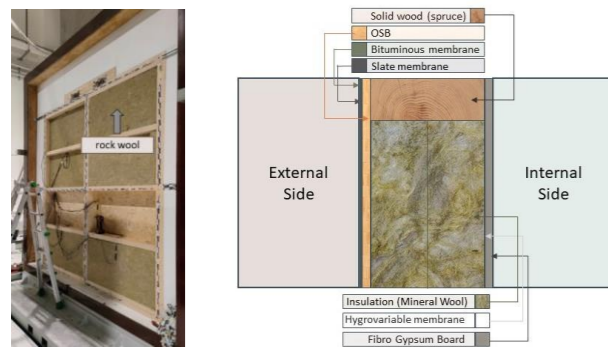 rock wool
Solid wood (spruce)
OSB
Bituminous membrane
Slate membrane
External
Side
Internal
Side
Insulation (Mineral Wool)
Hygrovariable membrane
Fibro Gypsum Board